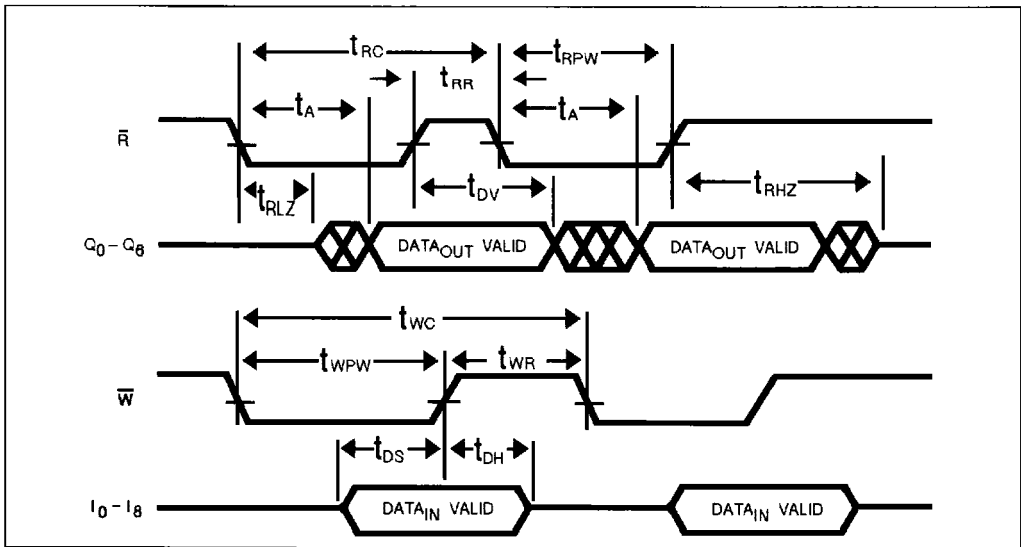 tRC
tRPW
tRR
tA
tA
R̅
tRLZ
tDV
tRHZ
Q0-Q8
DATAOUT VALID
DATAOUT VALID
tWC
tWPW
tWR
W̅
tDS
tDH
I0-I8
DATAIN VALID
DATAIN VALID